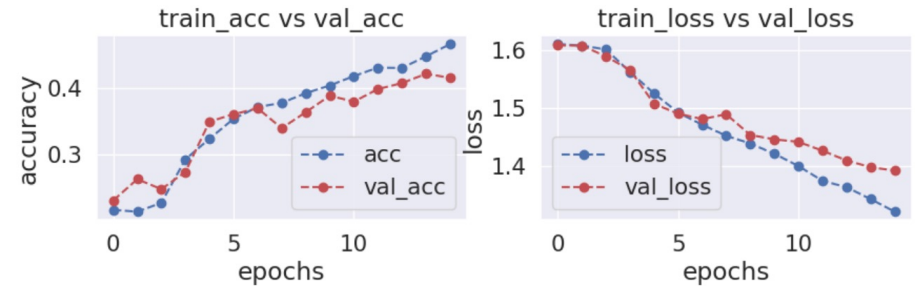 train_acc vs val_acc
accuracy
0.4
0.3
acc
val_acc
0
5
10
epochs
train_loss vs val_loss
loss
1.6
1.5
1.4
loss
val_loss
0
5
10
epochs